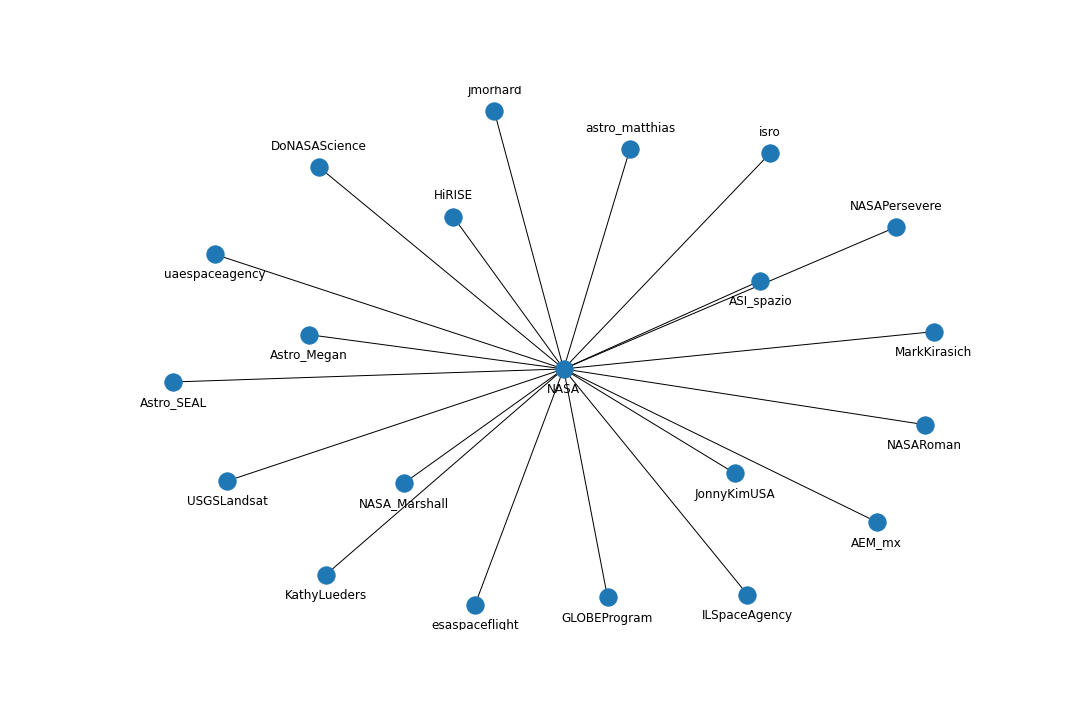 jmorhard
astro_matthias
isro
DoNASAScience
HiRISE
NASAPersevere
uaespaceagency
ASI_spazio
Astro_Megan
MarkKirasich
NASA
Astro_SEAL
NASARoman
JonnyKimUSA
USGSLandsat
NASA_Marshall
AEM_mx
KathyLueders
ILSpaceAgency
GLOBEProgram
esaspaceflight